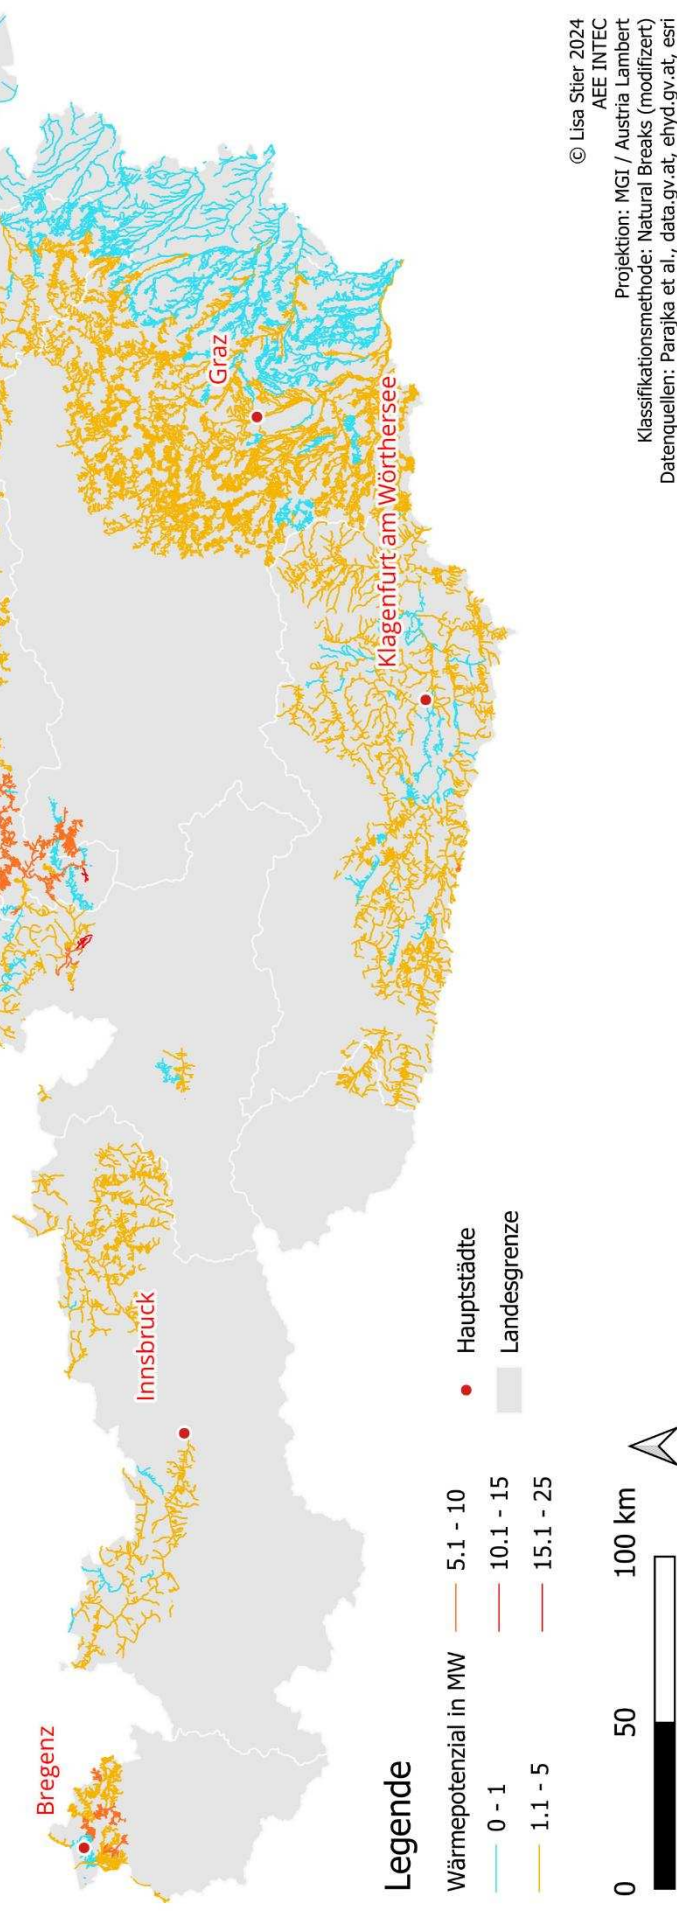 Bregenz
Innsbruck
Graz
Klagenfurt am Wörthersee
Legende
Wärmepotenzial in MW
0 - 1
1.1 - 5
5.1 - 10
10.1 - 15
15.1 - 25
Hauptstädte
Landesgrenze
0 50 100 km
© Lisa Stier 2024
AEE INTEC
Projektion: MGI / Austria Lambert
Klassifikationsmethode: Natural Breaks (modifizert)
Datenquellen: Parajka et al., data.gv.at, ehyd.gv.at, esri